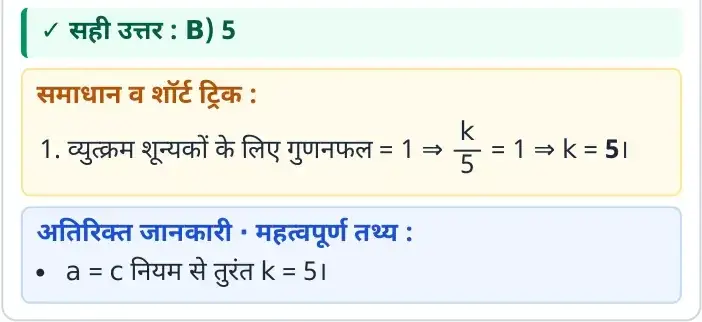 ✓ सही उत्तर : B) 5
समाधान व शॉर्ट ट्रिक :
1. व्युत्क्रम शून्यकों के लिए गुणनफल = 1 ⇒ k/5 = 1 ⇒ k = 5।
अतिरिक्त जानकारी · महत्वपूर्ण तथ्य :
• a = c नियम से तुरंत k = 5।